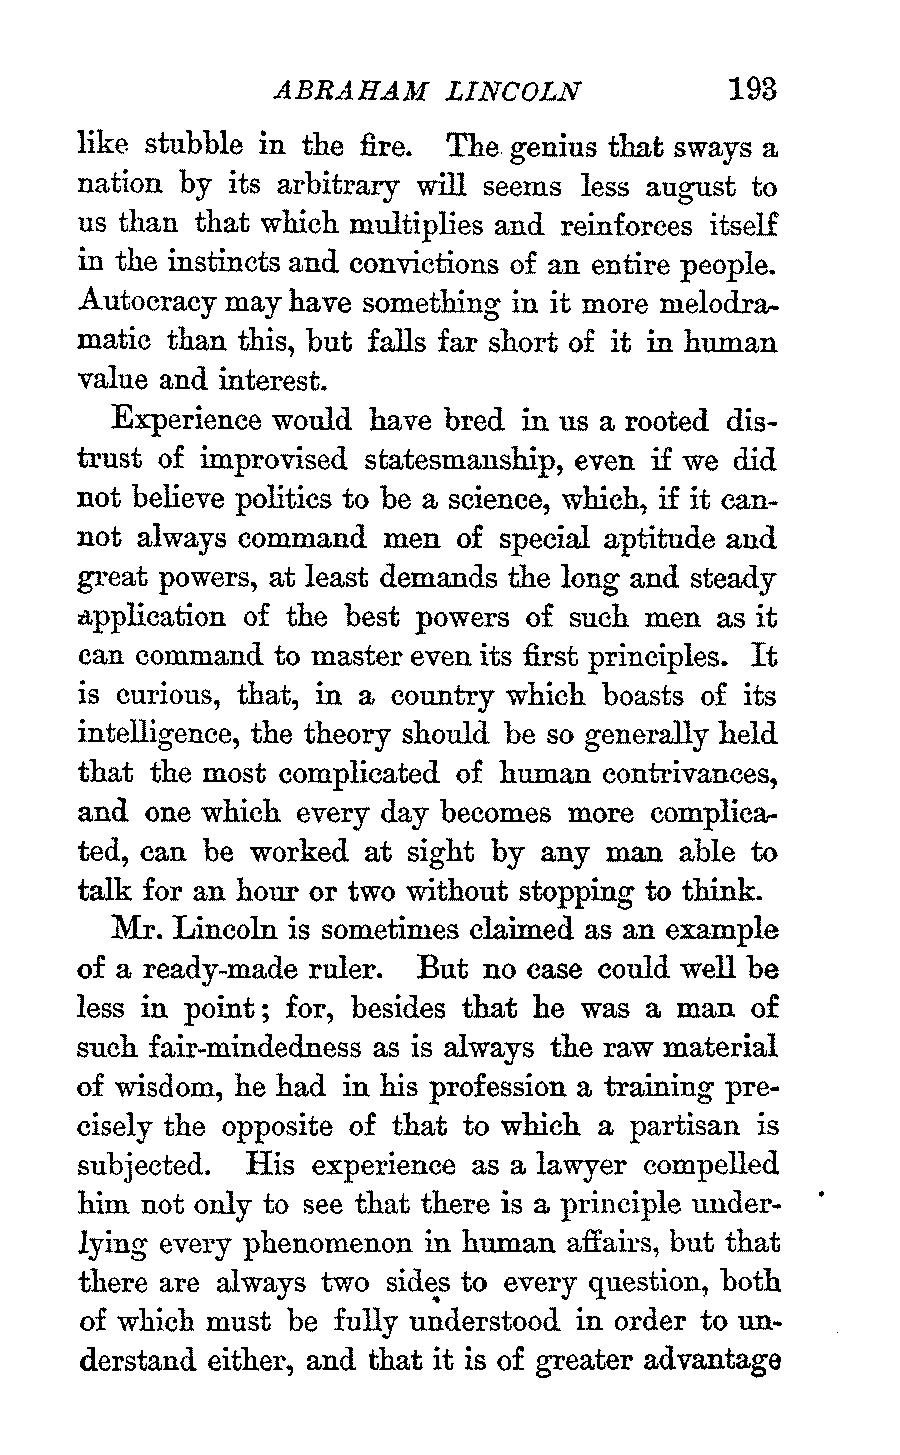 ABRAHAM LINCOLN 193
like stubble in the fire. The genius that sways a
nation by its arbitrary will seems less august to
us than that which multiplies and reinforces itself
in the instincts and convictions of an entire people.
Autocracy may have something in it more melodra-
matic than this, but falls far short of it in human
value and interest.
Experience would have bred in us a rooted dis-
trust of improvised statesmanship, even if we did
not believe politics to be a science, which, if it can-
not always command men of special aptitude and
great powers, at least demands the long and steady
application of the best powers of such men as it
can command to master even its first principles. It
is curious, that, in a country which boasts of its
intelligence, the theory should be so generally held
that the most complicated of human contrivances,
and one which every day becomes more complica-
ted, can be worked at sight by any man able to
talk for an hour or two without stopping to think.
Mr. Lincoln is sometimes claimed as an example
of a ready-made ruler. But no case could well be
less in point; for, besides that he was a man of
such fair-mindedness as is always the raw material
of wisdom, he had in his profession a training pre-
cisely the opposite of that to which a partisan is
subjected. His experience as a lawyer compelled
him not only to see that there is a principle under-
lying every phenomenon in human affairs, but that
there are always two sides to every question, both
of which must be fully understood in order to un-
derstand either, and that it is of greater advantage